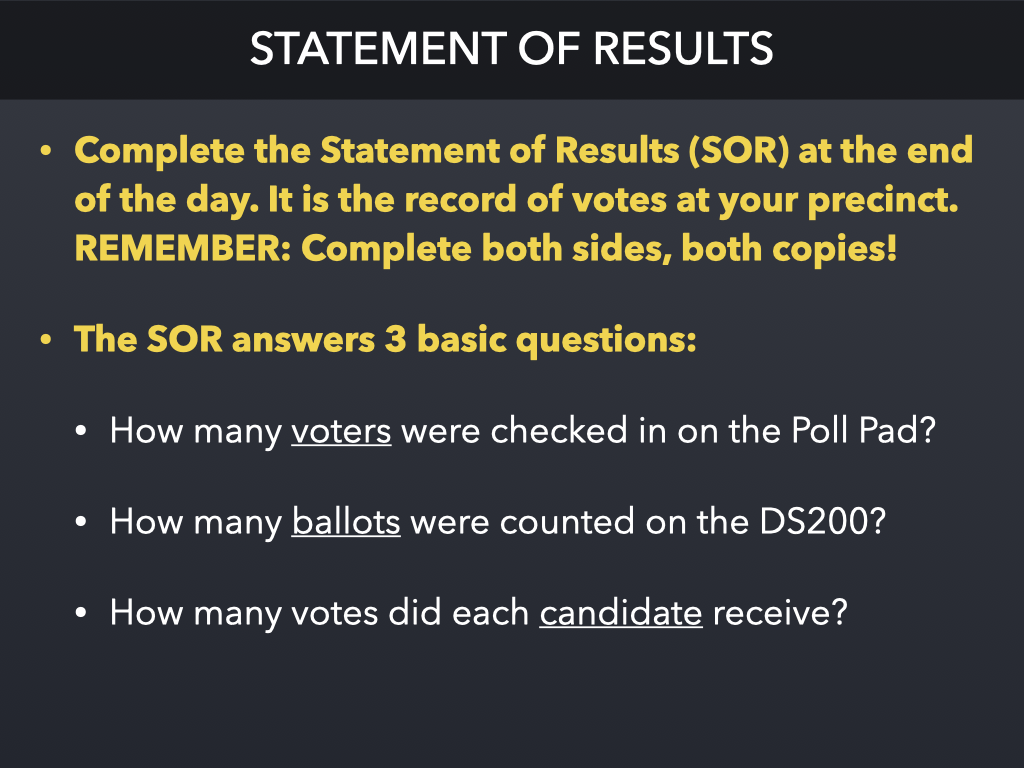 STATEMENT OF RESULTS
• Complete the Statement of Results (SOR) at the end
of the day. It is the record of votes at your precinct.
REMEMBER: Complete both sides, both copies!
• The SOR answers 3 basic questions:
• How many voters were checked in on the Poll Pad?
• How many ballots were counted on the DS200?
• How many votes did each candidate receive?